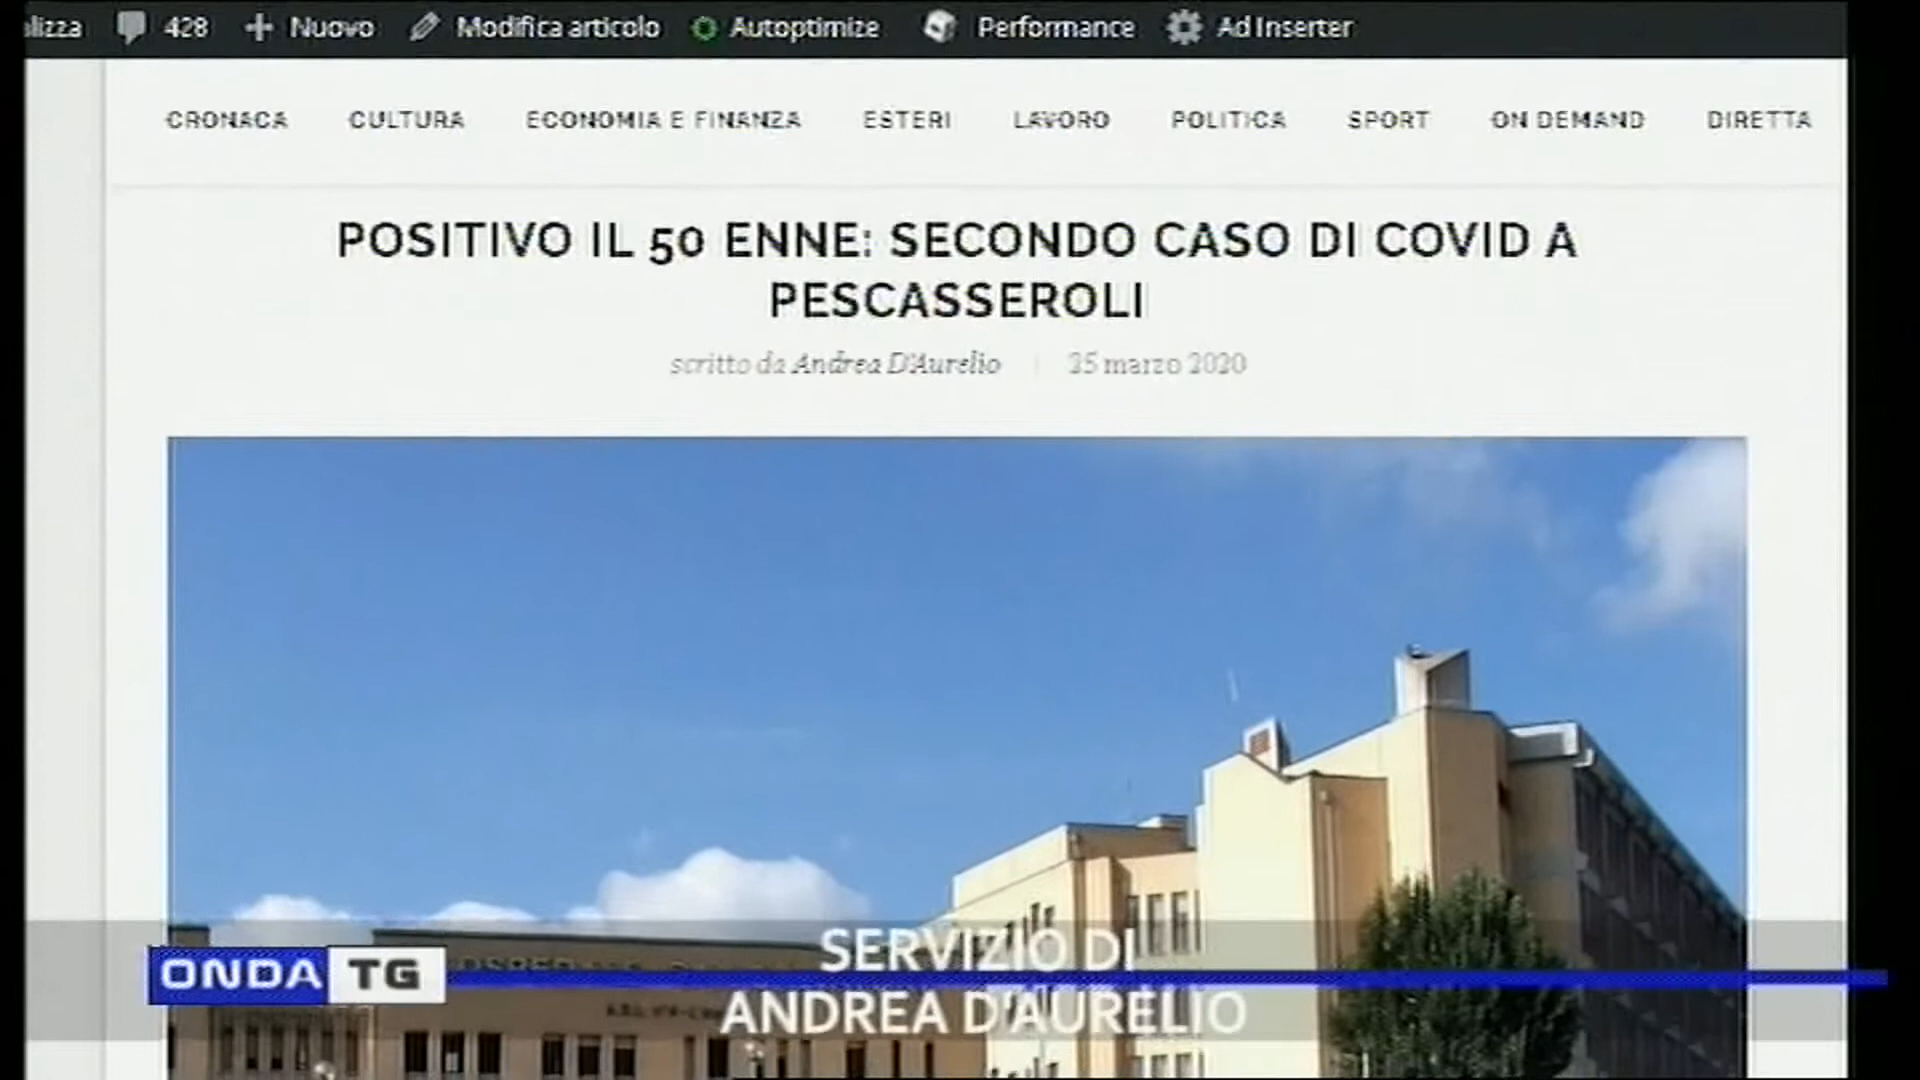 alizza 428 Nuovo Modifica articolo Autoptimize Performance Ad Inserter
CRONACA CULTURA ECONOMIA E FINANZA ESTERI LAVORO POLITICA SPORT ON DEMAND DIRETTA
POSITIVO IL 50 ENNE: SECONDO CASO DI COVID A
PESCASSEROLI
scritto da Andrea D'Aurelio 25 marzo 2020
ONDA TG
SERVIZIO DI
ANDREA D'AURELIO